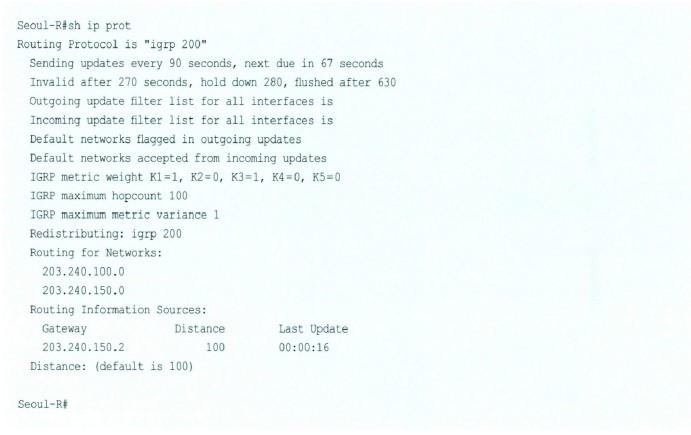 Seoul-R#sh ip prot
Routing Protocol is "igrp 200"
Sending updates every 90 seconds, next due in 67 seconds
Invalid after 270 seconds, hold down 280, flushed after 630
Outgoing update filter list for all interfaces is
Incoming update filter list for all interfaces is
Default networks flagged in outgoing updates
Default networks accepted from incoming updates
IGRP metric weight K1=1, K2=0, K3=1, K4=0, K5=0
IGRP maximum hopcount 100
IGRP maximum metric variance 1
Redistributing: igrp 200
Routing for Networks:
203.240.100.0
203.240.150.0
Routing Information Sources:
Gateway Distance Last Update
203.240.150.2 100 00:00:16
Distance: (default is 100)
Seoul-R#